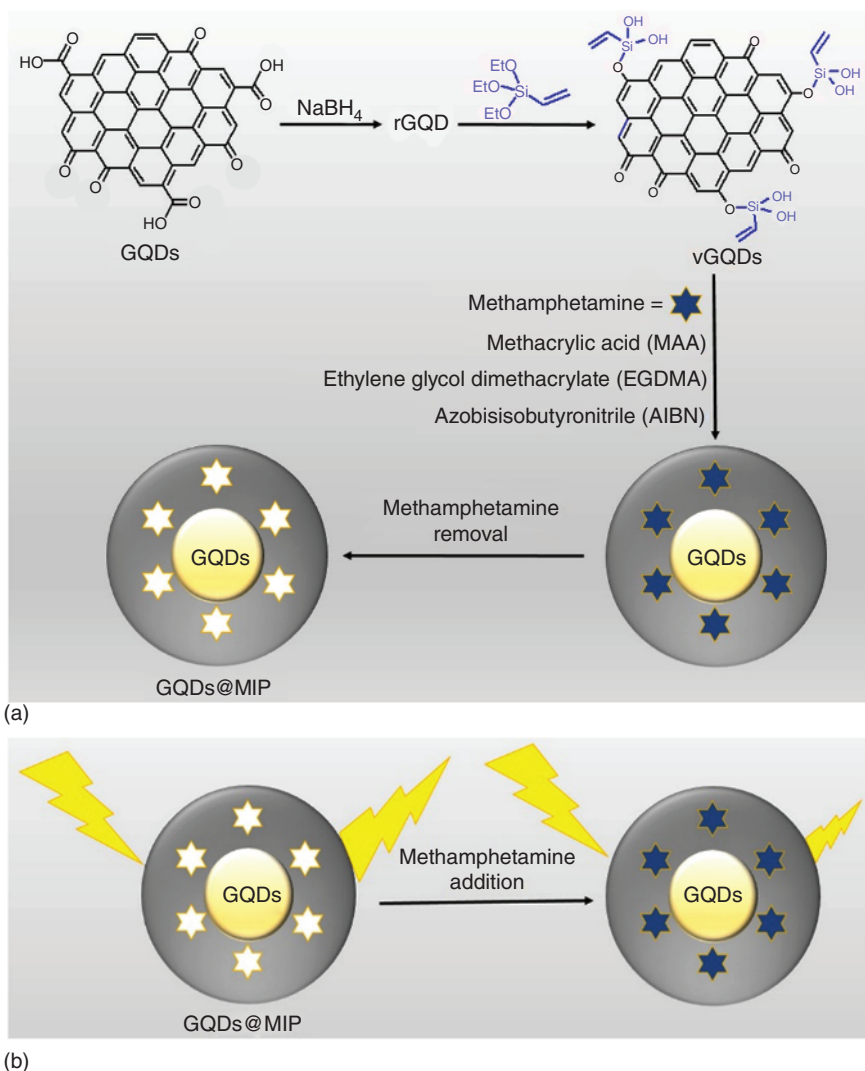 O
HO
O
O
O
OH
O
O
O
O
HO
O
GQDs
NaBH4
rGQD
EtO
EtO
EtO
Si
Si
OH
OH
O
O
O
Si
OH
OH
O
O
O
O
O
Si
OH
OH
vGQDs
Methamphetamine =
Methacrylic acid (MAA)
Ethylene glycol dimethacrylate (EGDMA)
Azobisisobutyronitrile (AIBN)
GQDs
Methamphetamine
removal
GQDs
GQDs@MIP
(a)
GQDs
Methamphetamine
addition
GQDs
GQDs@MIP
(b)